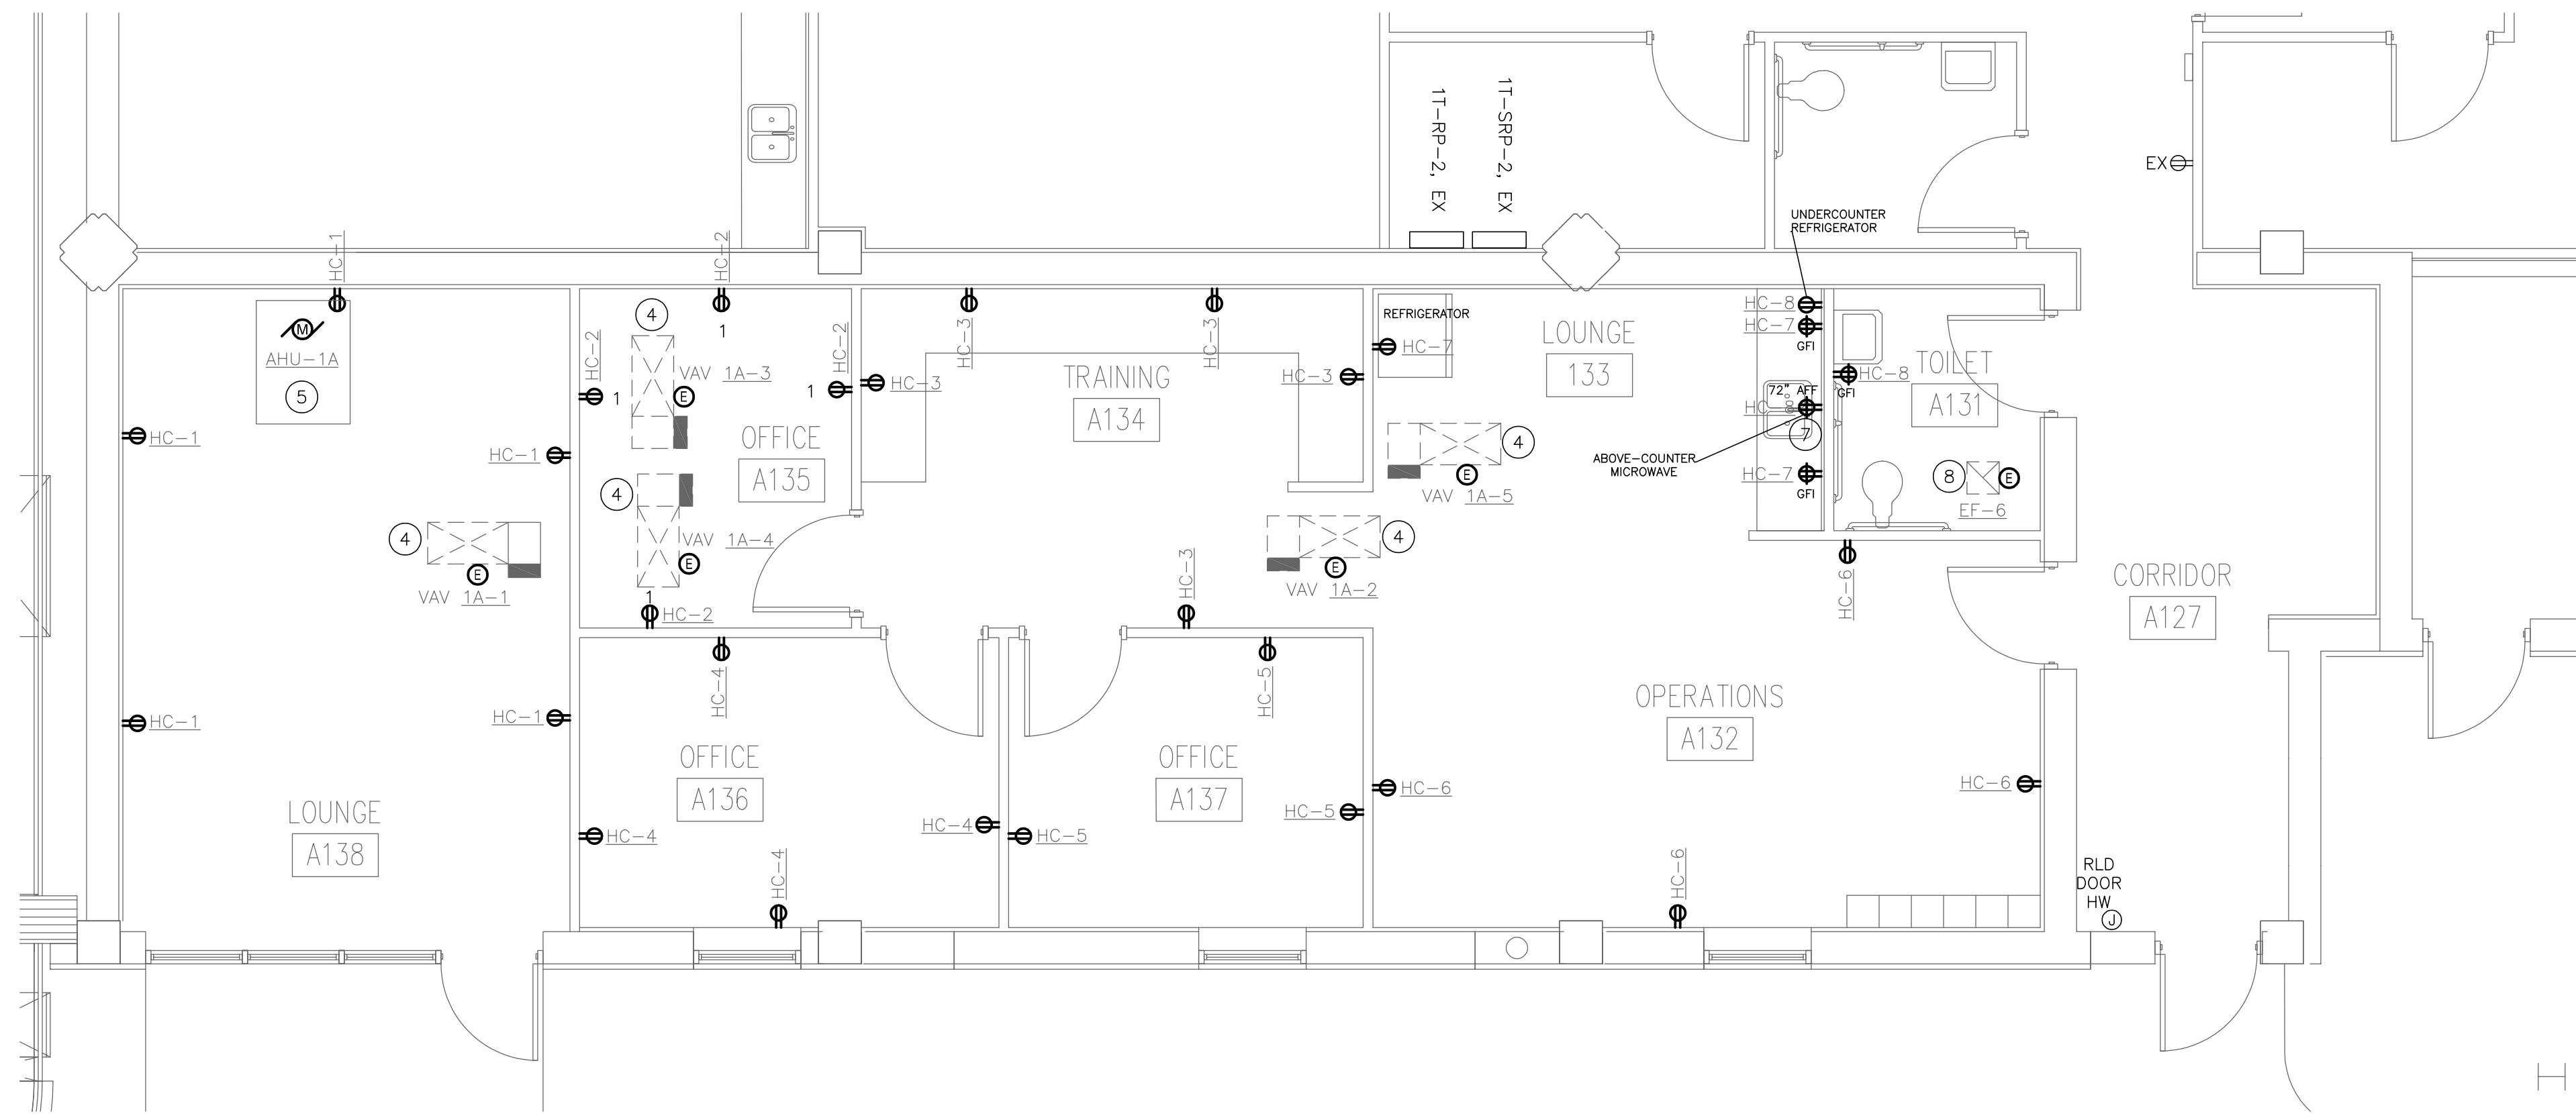 1T-RP-2, EX
1T-SRP-2, EX
EX
UNDERCOUNTER
REFRIGERATOR
HC-1
HC-2
M
AHU-1A
5
4
1
HC-2
1
VAV 1A-3
E
HC-2
1
HC-3
HC-3
HC-3
HC-3
TRAINING
A134
REFRIGERATOR
HC-7
LOUNGE
133
HC-8
HC-7
GFI
72" AFF
HC
7
ABOVE-COUNTER
MICROWAVE
HC-7
GFI
HC-8
GFI
TOILET
A131
8
E
EF-6
HC-1
HC-1
OFFICE
A135
4
VAV 1A-4
E
1
HC-2
4
E
VAV 1A-1
4
E
VAV 1A-5
4
E
VAV 1A-2
HC-3
HC-6
CORRIDOR
A127
HC-1
HC-1
HC-4
HC-5
OPERATIONS
A132
OFFICE
A136
OFFICE
A137
LOUNGE
A138
HC-4
HC-4
HC-4
HC-5
HC-5
HC-6
HC-6
HC-6
RLD
DOOR
HW
J
H